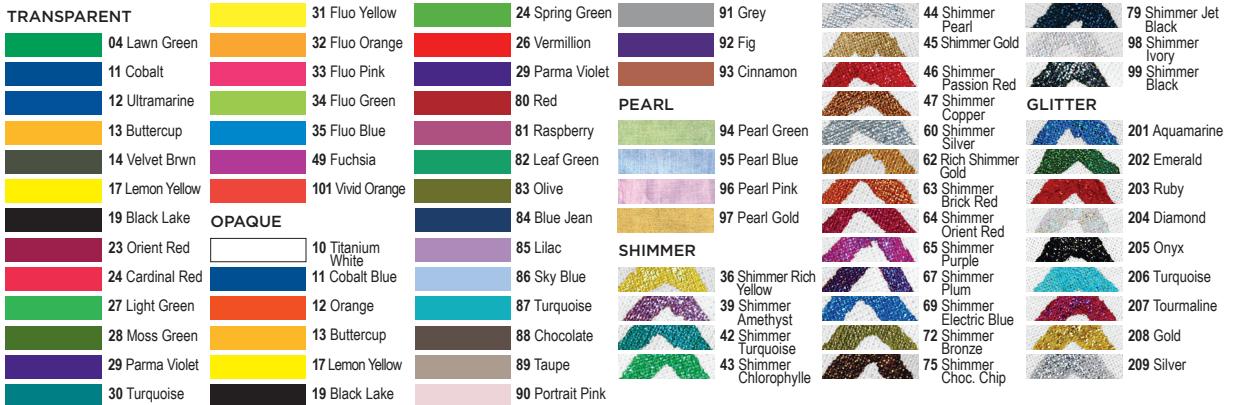 TRANSPARENT
04 Lawn Green
11 Cobalt
12 Ultramarine
13 Buttercup
14 Velvet Brwn
17 Lemon Yellow
19 Black Lake
23 Orient Red
24 Cardinal Red
27 Light Green
28 Moss Green
29 Parma Violet
30 Turquoise
31 Fluo Yellow
32 Fluo Orange
33 Fluo Pink
34 Fluo Green
35 Fluo Blue
49 Fuchsia
101 Vivid Orange
OPAQUE
10 Titanium
White
11 Cobalt Blue
12 Orange
13 Buttercup
17 Lemon Yellow
19 Black Lake
24 Spring Green
26 Vermillion
29 Parma Violet
80 Red
81 Raspberry
82 Leaf Green
83 Olive
84 Blue Jean
85 Lilac
86 Sky Blue
87 Turquoise
88 Chocolate
89 Taupe
90 Portrait Pink
91 Grey
92 Fig
93 Cinnamon
PEARL
94 Pearl Green
95 Pearl Blue
96 Pearl Pink
97 Pearl Gold
SHIMMER
36 Shimmer Rich
Yellow
39 Shimmer
Amethyst
42 Shimmer
Turquoise
43 Shimmer
Chlorophylle
44 Shimmer
Pearl
45 Shimmer Gold
46 Shimmer
Passion Red
47 Shimmer
Copper
60 Shimmer
Silver
62 Rich Shimmer
Gold
63 Shimmer
Brick Red
64 Shimmer
Orient Red
65 Shimmer
Purple
67 Shimmer
Plum
69 Shimmer
Electric Blue
72 Shimmer
Bronze
75 Shimmer
Choc. Chip
79 Shimmer Jet
Black
98 Shimmer
Ivory
99 Shimmer
Black
GLITTER
201 Aquamarine
202 Emerald
203 Ruby
204 Diamond
205 Onyx
206 Turquoise
207 Tourmaline
208 Gold
209 Silver